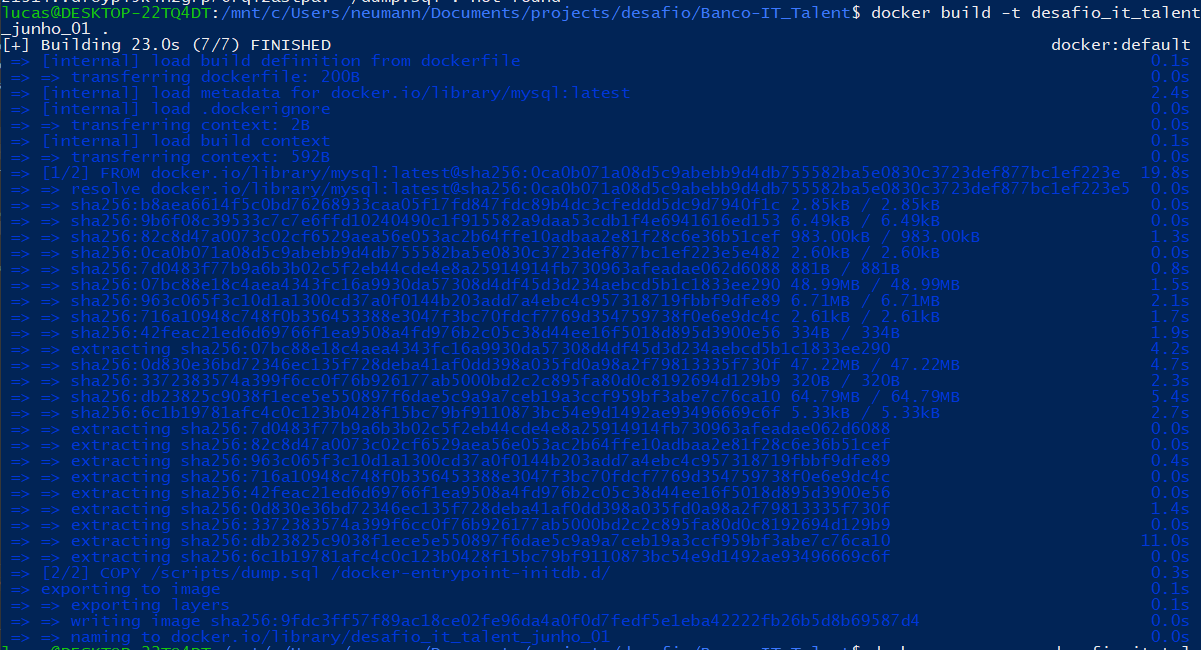 lucas@DESKTOP-22TQ4DT:/mnt/c/Users/neumann/Documents/projects/desafio/Banco-IT_Talent$ docker build -t desafio_it_talent
_junho_01 .
[+] Building 23.0s (7/7) FINISHED docker:default
=> [internal] load build definition from dockerfile 0.1s
=> => transferring dockerfile: 200B 0.0s
=> [internal] load metadata for docker.io/library/mysql:latest 2.4s
=> [internal] load .dockerignore 0.0s
=> => transferring context: 2B 0.0s
=> [internal] load build context 0.1s
=> => transferring context: 592B 0.0s
=> [1/2] FROM docker.io/library/mysql:latest@sha256:0ca0b071a08d5c9abebb9d4db755582ba5e0830c3723def877bc1ef223e 19.8s
=> => resolve docker.io/library/mysql:latest@sha256:0ca0b071a08d5c9abebb9d4db755582ba5e0830c3723def877bc1ef223e5 0.0s
=> => sha256:b8aea6614f5c0bd76268933caa05f17fd847fdc89b4dc3cfeddd5dc9d7940f1c 2.85kB / 2.85kB 0.0s
=> => sha256:9b6f08c39533c7c7e6ffd10240490c1f915582a9daa53cdb1f4e6941616ed153 6.49kB / 6.49kB 0.0s
=> => sha256:82c8d47a0073c02cf6529aea56e053ac2b64ffe10adbaa2e81f28c6e36b51cef 983.00kB / 983.00kB 1.3s
=> => sha256:0ca0b071a08d5c9abebb9d4db755582ba5e0830c3723def877bc1ef223e5e482 2.60kB / 2.60kB 0.0s
=> => sha256:7d0483f77b9a6b3b02c5f2eb44cde4e8a25914914fb730963afeadae062d6088 881B / 881B 0.8s
=> => sha256:07bc88e18c4aea4343fc16a9930da57308d4df45d3d234aebcd5b1c1833ee290 48.99MB / 48.99MB 1.5s
=> => sha256:963c065f3c10d1a1300cd37a0f0144b203add7a4ebc4c957318719fbbf9dfe89 6.71MB / 6.71MB 2.1s
=> => sha256:716a10948c748f0b356453388e3047f3bc70fdcf7769d354759738f0e6e9dc4c 2.61kB / 2.61kB 1.7s
=> => sha256:42feac21ed6d69766f1ea9508a4fd976b2c05c38d44ee16f5018d895d3900e56 334B / 334B 1.9s
=> => extracting sha256:07bc88e18c4aea4343fc16a9930da57308d4df45d3d234aebcd5b1c1833ee290 4.2s
=> => sha256:0d830e36bd72346ec135f728deba41af0dd398a035fd0a98a2f79813335f730f 47.22MB / 47.22MB 4.7s
=> => sha256:3372383574a399f6cc0f76b926177ab5000bd2c2c895fa80d0c8192694d129b9 320B / 320B 2.3s
=> => sha256:db23825c9038f1ece5e550897f6dae5c9a9a7ceb19a3ccf959bf3abe7c76ca10 64.79MB / 64.79MB 5.4s
=> => sha256:6c1b19781afc4c0c123b0428f15bc79bf9110873bc54e9d1492ae93496669c6f 5.33kB / 5.33kB 2.7s
=> => extracting sha256:7d0483f77b9a6b3b02c5f2eb44cde4e8a25914914fb730963afeadae062d6088 0.0s
=> => extracting sha256:82c8d47a0073c02cf6529aea56e053ac2b64ffe10adbaa2e81f28c6e36b51cef 0.0s
=> => extracting sha256:963c065f3c10d1a1300cd37a0f0144b203add7a4ebc4c957318719fbbf9dfe89 0.4s
=> => extracting sha256:716a10948c748f0b356453388e3047f3bc70fdcf7769d354759738f0e6e9dc4c 0.0s
=> => extracting sha256:42feac21ed6d69766f1ea9508a4fd976b2c05c38d44ee16f5018d895d3900e56 0.0s
=> => extracting sha256:0d830e36bd72346ec135f728deba41af0dd398a035fd0a98a2f79813335f730f 1.4s
=> => extracting sha256:3372383574a399f6cc0f76b926177ab5000bd2c2c895fa80d0c8192694d129b9 0.0s
=> => extracting sha256:db23825c9038f1ece5e550897f6dae5c9a9a7ceb19a3ccf959bf3abe7c76ca10 11.0s
=> => extracting sha256:6c1b19781afc4c0c123b0428f15bc79bf9110873bc54e9d1492ae93496669c6f 0.0s
=> [2/2] COPY /scripts/dump.sql /docker-entrypoint-initdb.d/ 0.3s
=> exporting to image 0.1s
=> => exporting layers 0.1s
=> => writing image sha256:9fdc3ff57f89ac18ce02fe96da4a0f0d7fedf5e1eba42222fb26b5d8b69587d4 0.0s
=> => naming to docker.io/library/desafio_it_talent_junho_01 0.0s